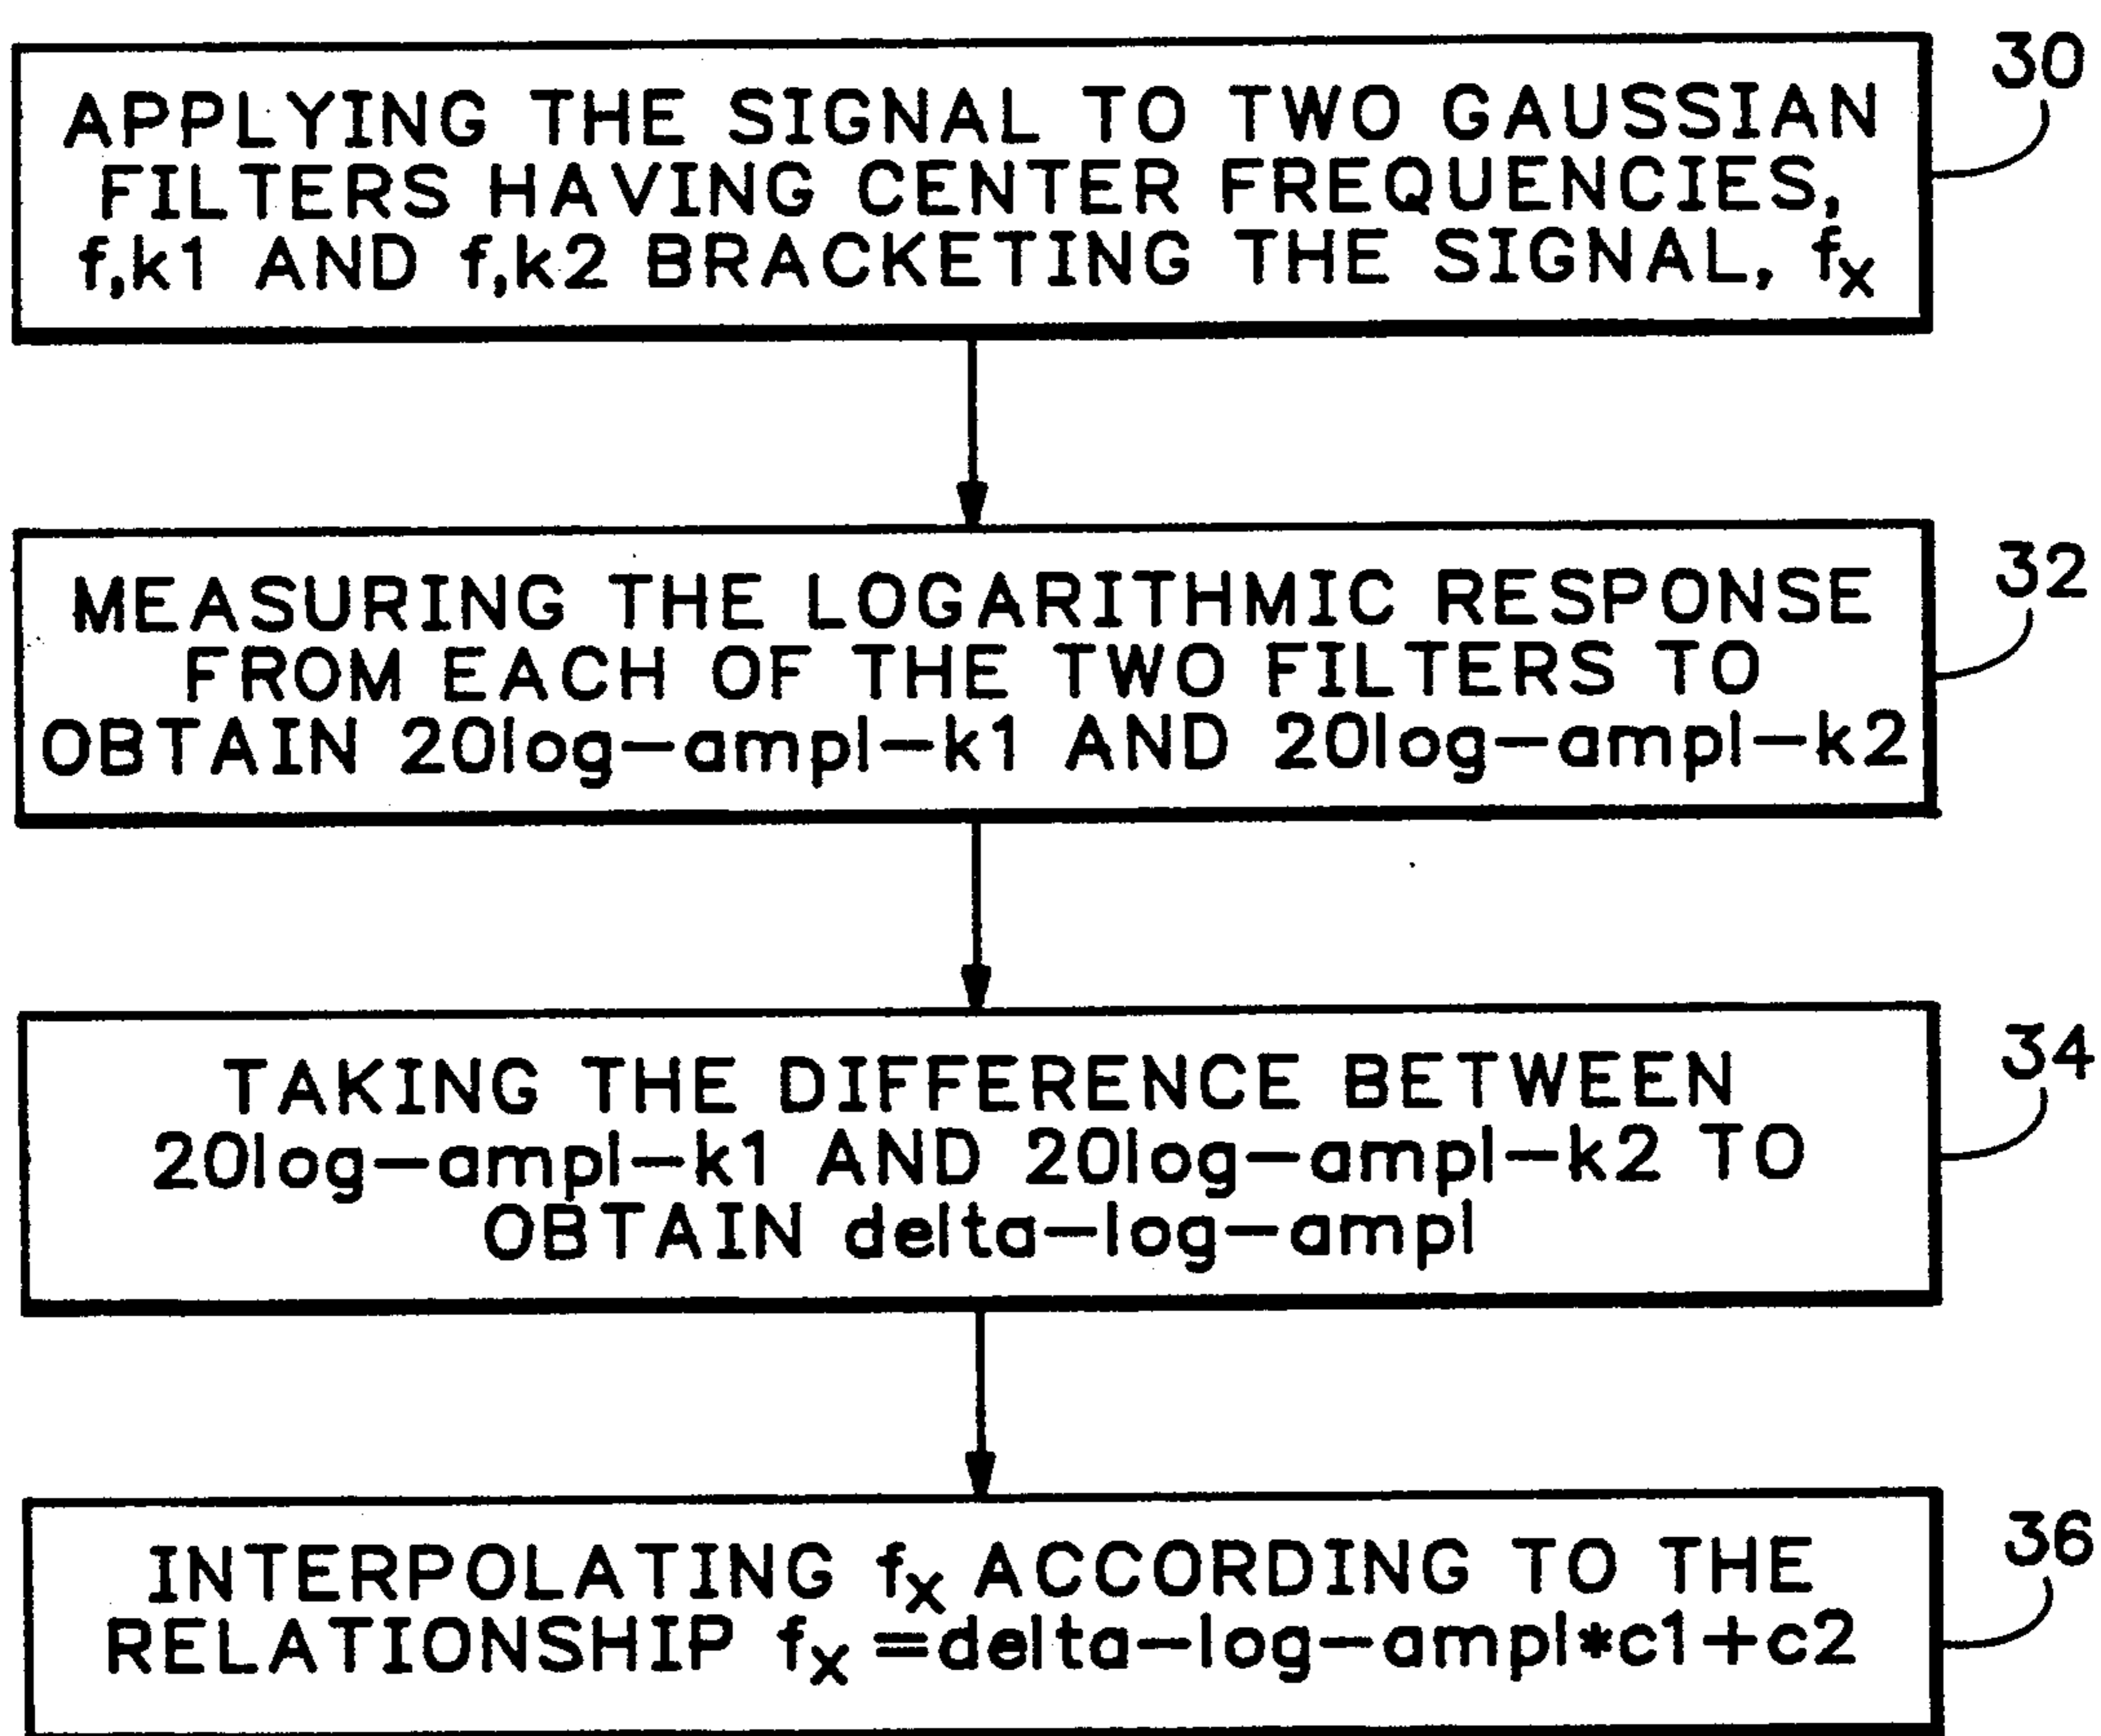 30
APPLYING THE SIGNAL TO TWO GAUSSIAN
FILTERS HAVING CENTER FREQUENCIES,
f,k1 AND f,k2 BRACKETING THE SIGNAL, fx
32
MEASURING THE LOGARITHMIC RESPONSE
FROM EACH OF THE TWO FILTERS TO
OBTAIN 20log-ampl-k1 AND 20log-ampl-k2
34
TAKING THE DIFFERENCE BETWEEN
20log-ampl-k1 AND 20log-ampl-k2 TO
OBTAIN delta-log-ampl
36
INTERPOLATING fx ACCORDING TO THE
RELATIONSHIP fx=delta-log-ampl*c1+c2